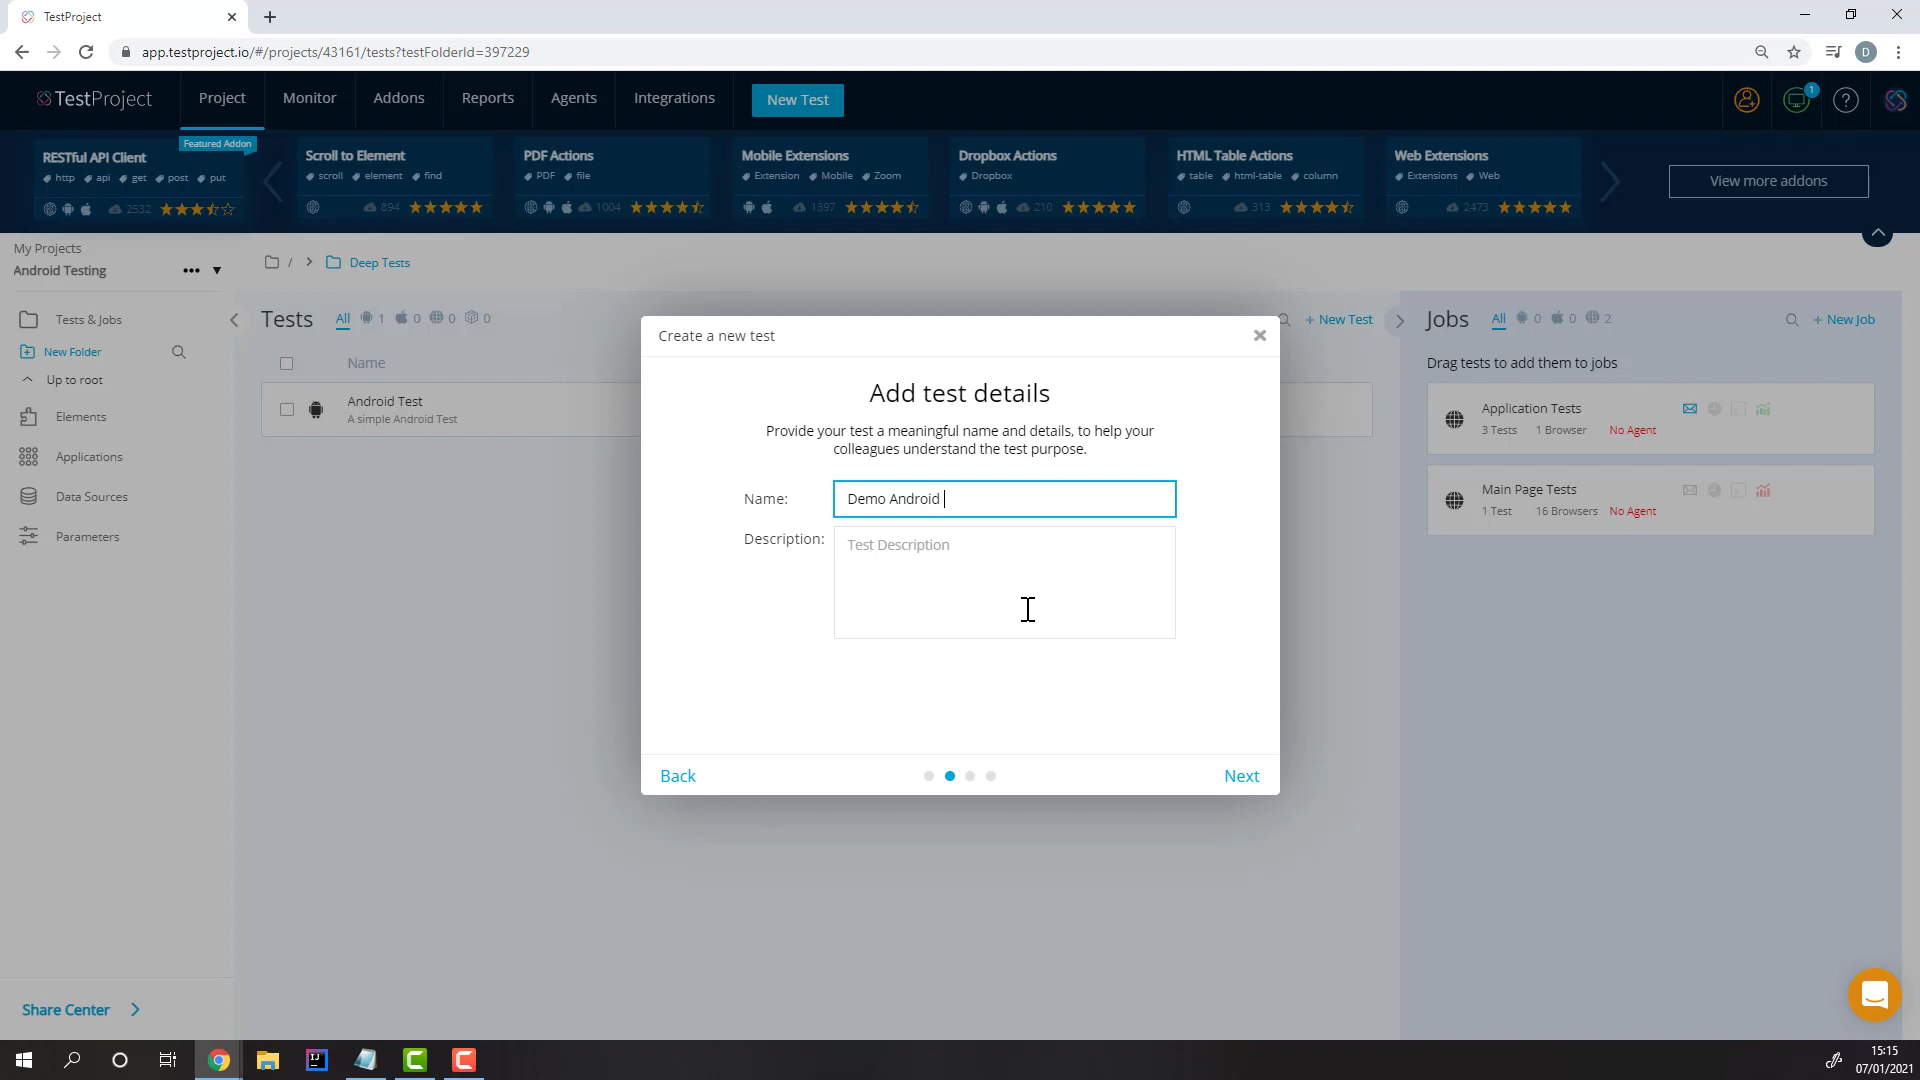 TestProject
app.testproject.io/#/projects/43161/tests?testFolderId=397229
D
TestProject
Project
Monitor
Addons
Reports
Agents
Integrations
New Test
1
?
RESTful API Client
Featured Addon
http api get post put
2532
Scroll to Element
scroll element find
894
PDF Actions
PDF file
1004
Mobile Extensions
Extension Mobile Zoom
1397
Dropbox Actions
Dropbox
210
HTML Table Actions
table html-table column
313
Web Extensions
Extensions Web
2473
View more addons
My Projects
Android Testing
Tests & Jobs
New Folder
Up to root
Elements
Applications
Data Sources
Parameters
Share Center
/ > Deep Tests
Tests All 1 0 0 0
+ New Test
Name
Android Test
A simple Android Test
Create a new test
Add test details
Provide your test a meaningful name and details, to help your
colleagues understand the test purpose.
Name: Demo Android
Description: Test Description
Back
Next
Jobs All 0 0 2
+ New Job
Drag tests to add them to jobs
Application Tests
3 Tests 1 Browser No Agent
Main Page Tests
1 Test 16 Browsers No Agent
15:15
07/01/2021